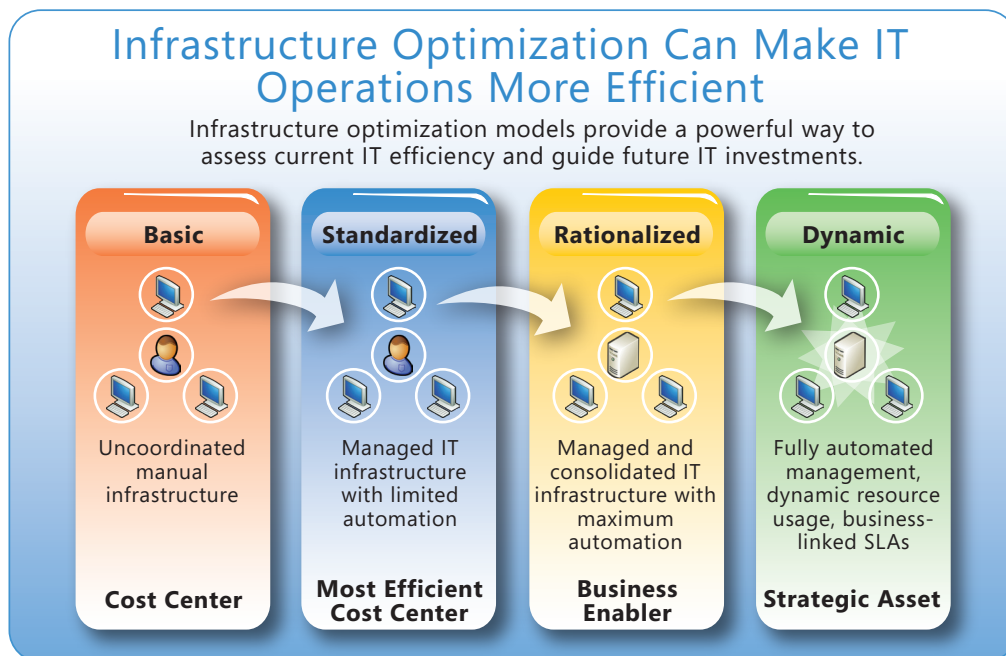 Infrastructure Optimization Can Make IT
Operations More Efficient
Infrastructure optimization models provide a powerful way to
assess current IT efficiency and guide future IT investments.
Basic
Uncoordinated
manual
infrastructure
Cost Center
Standardized
Managed IT
infrastructure
with limited
automation
Most Efficient
Cost Center
Rationalized
Managed and
consolidated IT
infrastructure with
maximum
automation
Business
Enabler
Dynamic
Fully automated
management,
dynamic resource
usage, business-
linked SLAs
Strategic Asset